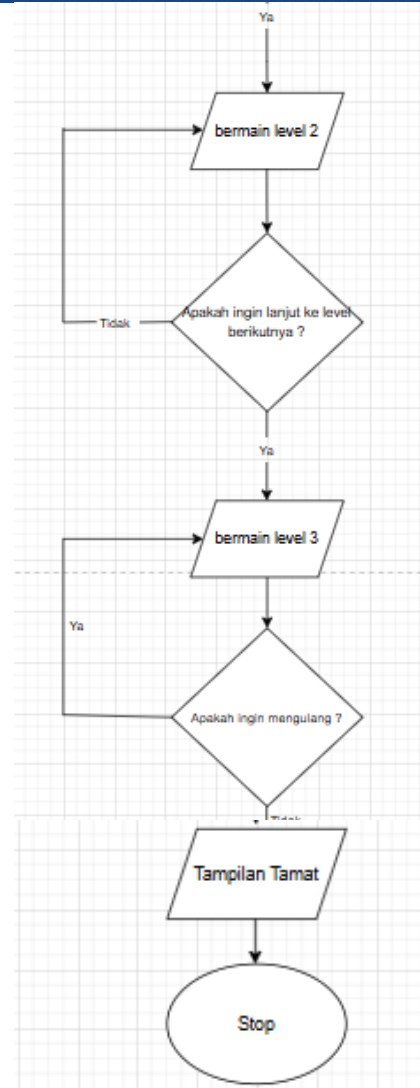 Ya
bermain level 2
Apakah ingin lanjut ke level
berikutnya ?
Tidak
Ya
bermain level 3
Ya
Apakah ingin mengulang ?
Tidak
Tampilan Tamat
Stop